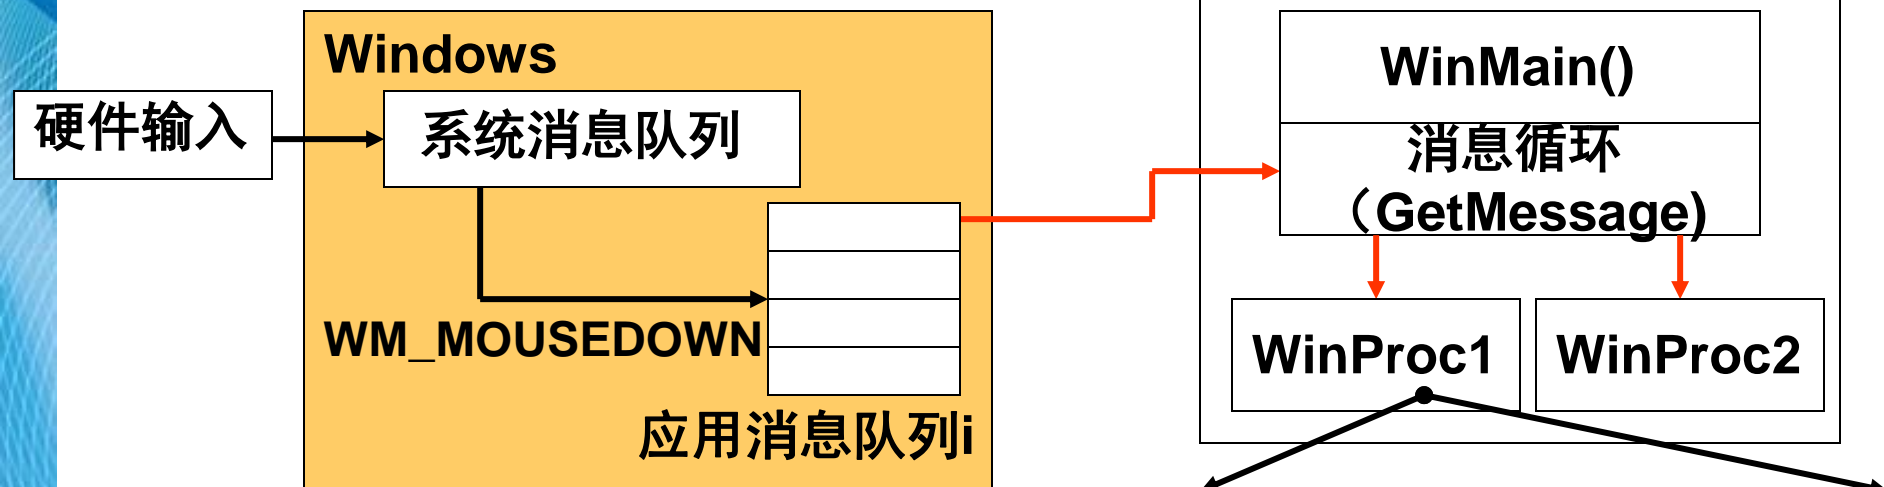 Windows
硬件输入
系统消息队列
WM_MOUSEDOWN
应用消息队列i
WinMain()
消息循环
（GetMessage)
WinProc1
WinProc2